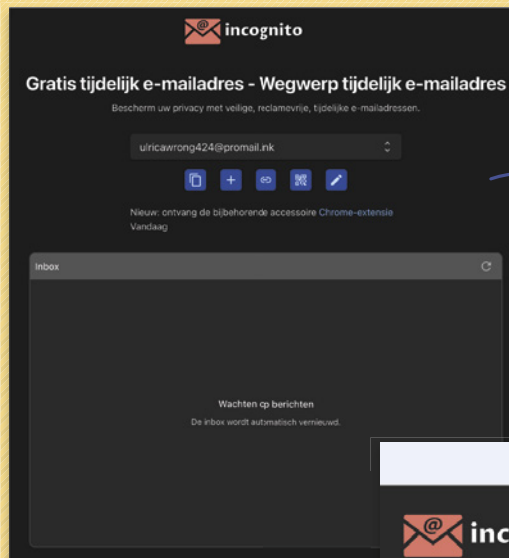 incognito
Gratis tijdelijk e-mailadres - Wegwerp tijdelijk e-mailadres
Bescherm uw privacy met veilige, reclamevrije, tijdelijke e-mailadressen.
ulricawrong424@promail.ink
Nieuw: ontvang de bijbehorende accessoire Chrome-extensie
Vandaag
Inbox
Wachten op berichten
De inbox wordt automatisch vernieuwd.
inc